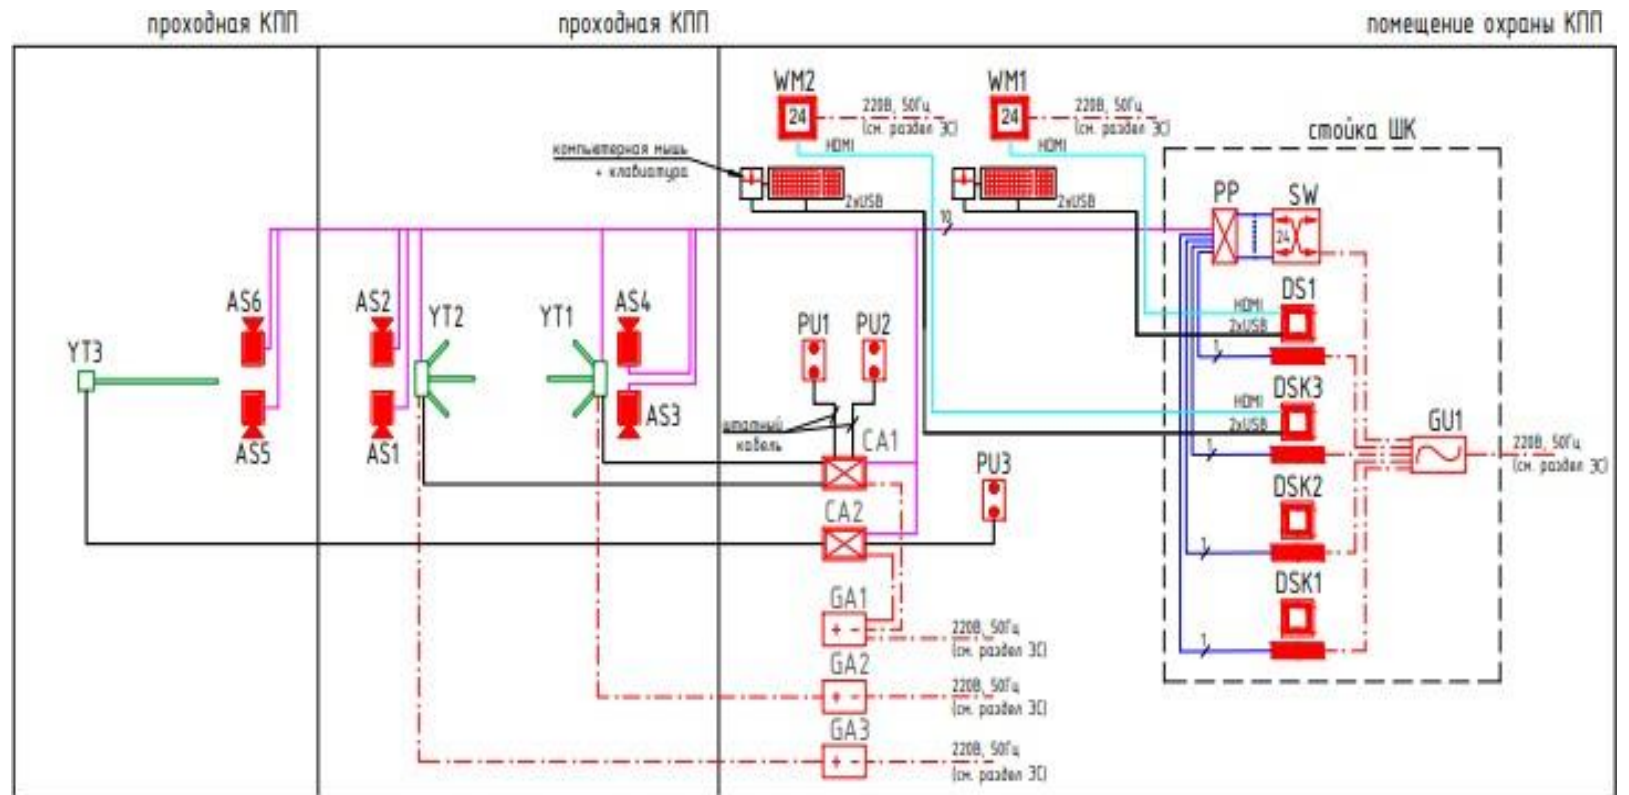 проходная КПП
проходная КПП
помещение охраны КПП
WM2
24
220В, 50Гц
(см. раздел ЭС)
HDMI
WM1
24
220В, 50Гц
(см. раздел ЭС)
HDMI
стойка ШК
компьютерная мышь
+ клавиатура
2xUSB
2xUSB
10
PP
SW
24
AS6
AS2
YT2
YT1
AS4
YT3
PU1
PU2
HDMI
DS1
2xUSB
1
AS5
AS1
AS3
штатный
кабель
CA1
HDMI
DSK3
2xUSB
1
GU1
220В, 50Гц
(см. раздел ЭС)
PU3
CA2
DSK2
1
GA1
+ -
220В, 50Гц
(см. раздел ЭС)
DSK1
1
GA2
+ -
220В, 50Гц
(см. раздел ЭС)
GA3
+ -
220В, 50Гц
(см. раздел ЭС)